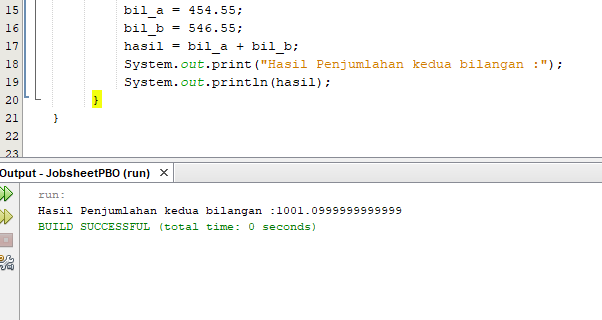 15 bil_a = 454.55;
16 bil_b = 546.55;
17 hasil = bil_a + bil_b;
18 System.out.print("Hasil Penjumlahan kedua bilangan :");
19 System.out.println(hasil);
20 }
21 }
22
23
Output - JobsheetPBO (run) ×
run:
Hasil Penjumlahan kedua bilangan :1001.0999999999999
BUILD SUCCESSFUL (total time: 0 seconds)